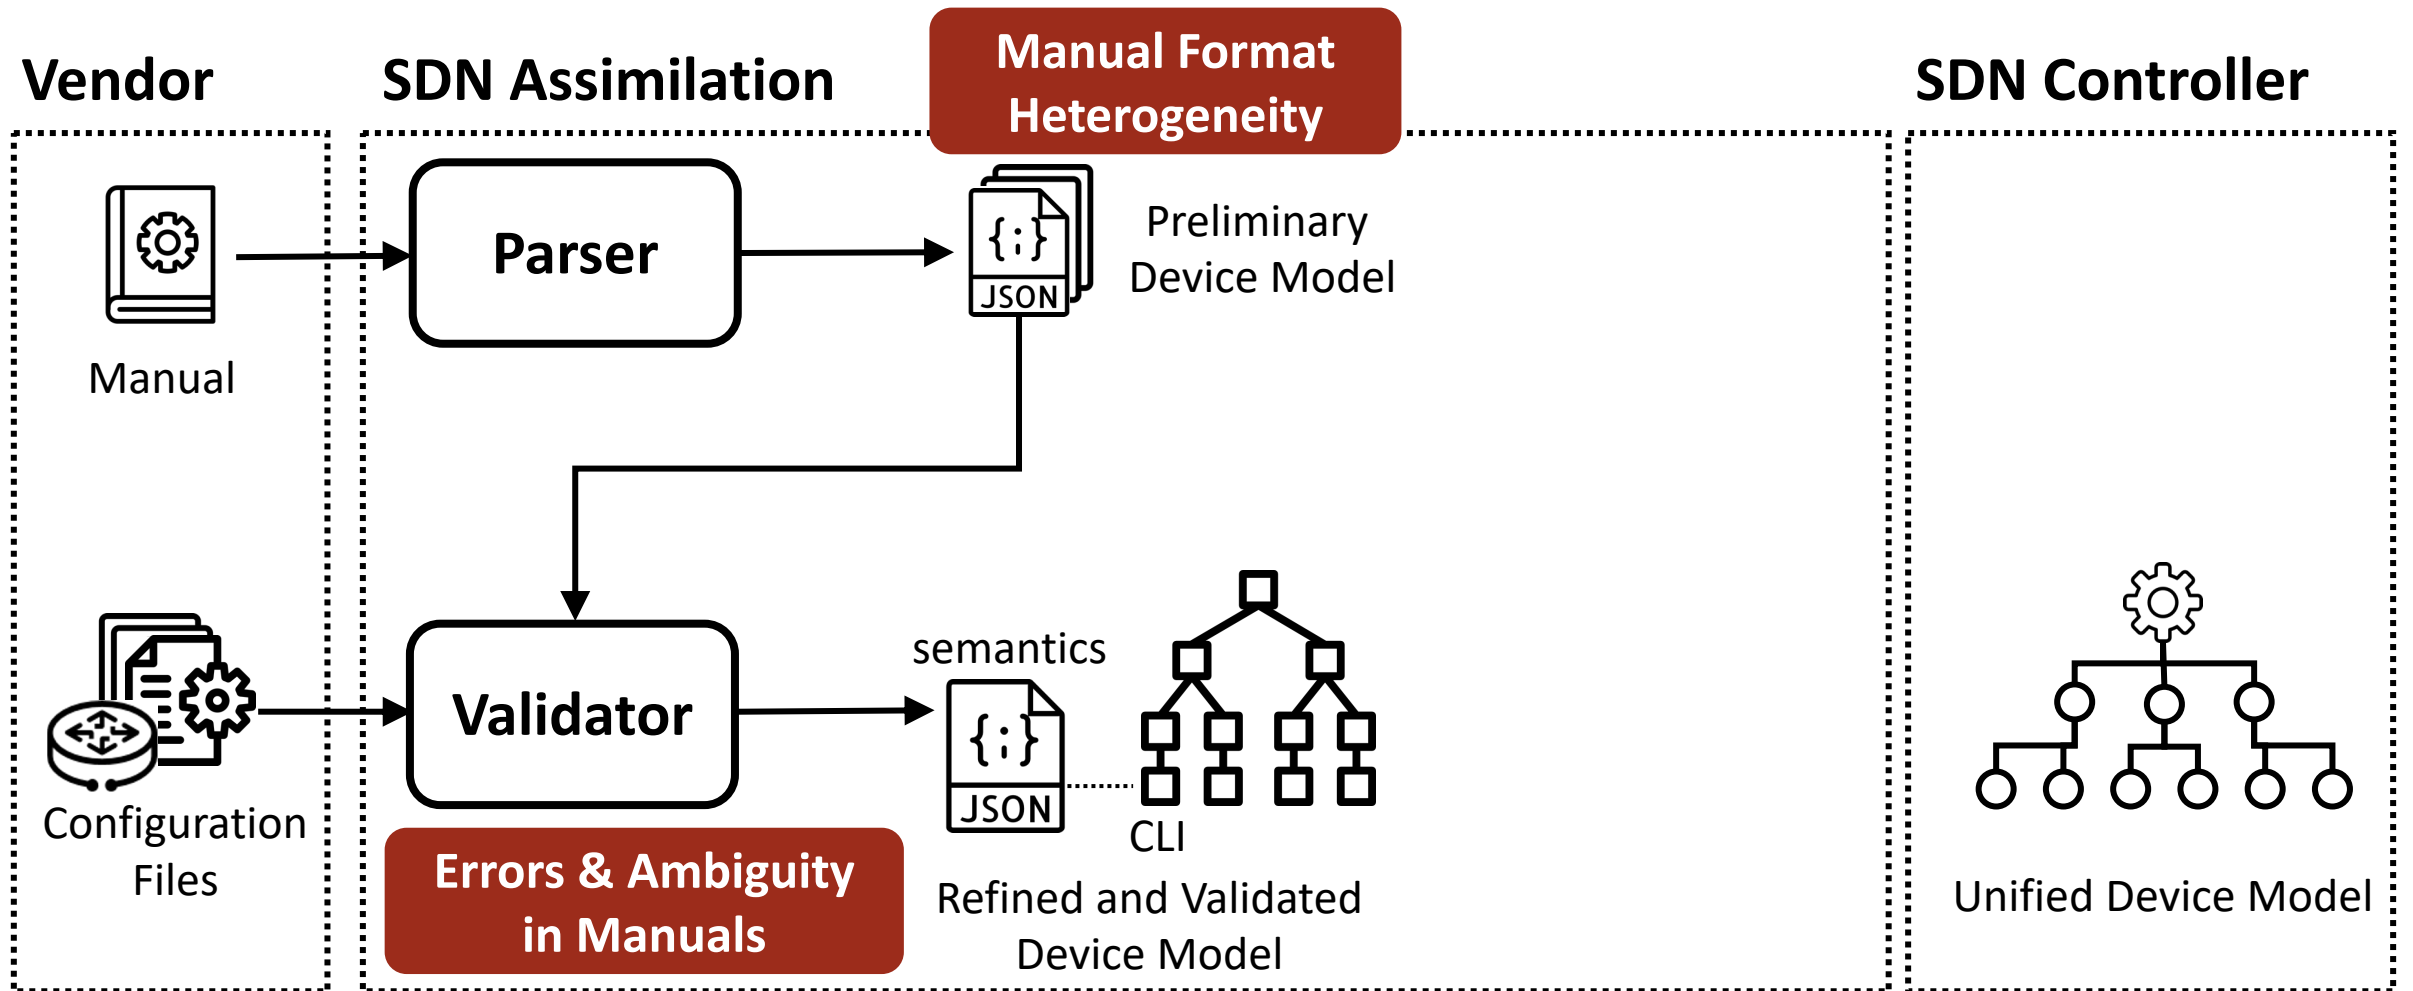 Vendor
SDN Assimilation
Manual Format
Heterogeneity
SDN Controller
Manual
Parser
{;}
JSON
Preliminary
Device Model
Configuration
Files
Validator
Errors & Ambiguity
in Manuals
semantics
{;}
JSON
CLI
Refined and Validated
Device Model
Unified Device Model